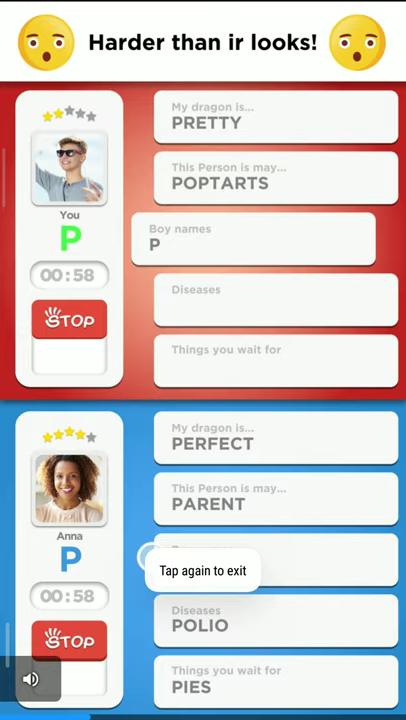 Harder than ir looks!
You
P
00:58
STOP
My dragon is...
PRETTY
This Person is may...
POPTARTS
Boy names
P
Diseases
Things you wait for
Anna
P
00:58
STOP
My dragon is...
PERFECT
This Person is may...
PARENT
Tap again to exit
Diseases
POLIO
Things you wait for
PIES